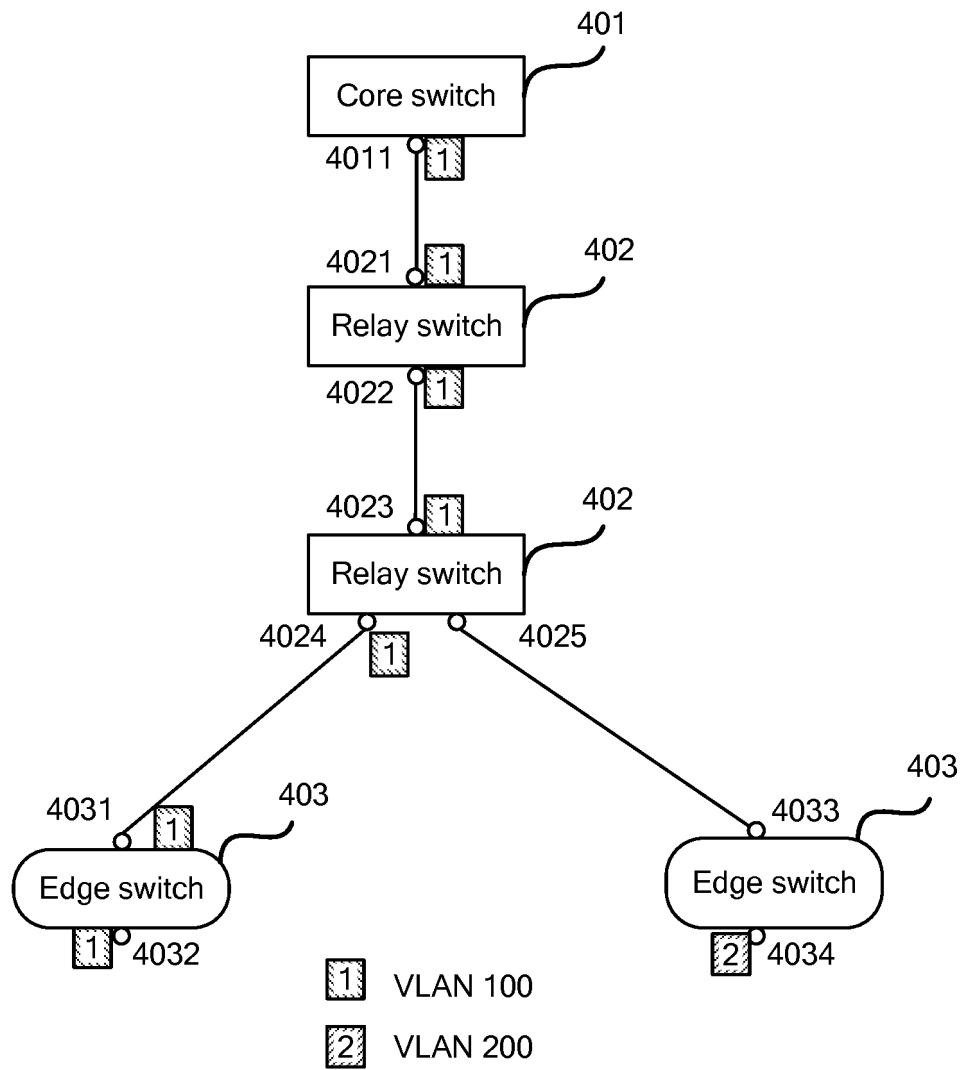 401
Core switch
4011 1
4021 1
402
Relay switch
4022 1
4023 1
402
Relay switch
4024 1 4025
4031 1 403
Edge switch
1 4032
4033 403
Edge switch
2 4034
1 VLAN 100
2 VLAN 200